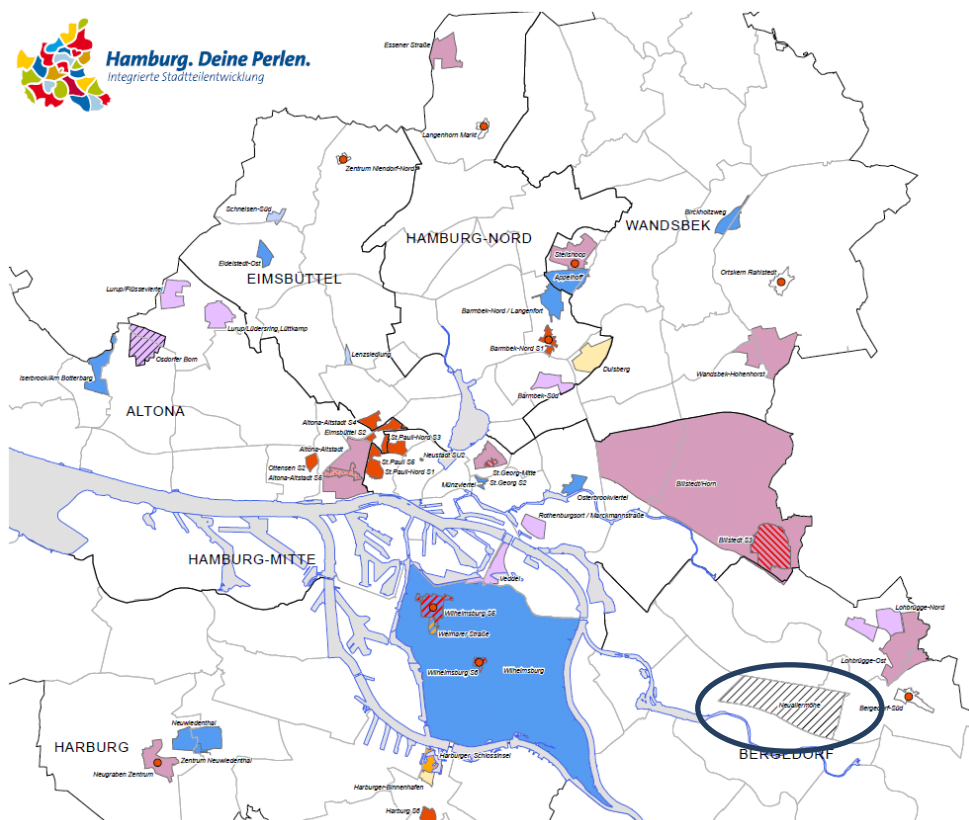 Hamburg. Deine Perlen.
Integrierte Stadtteilentwicklung
Essener Straße
Langenhorn Markt
Zentrum Niendorf-Nord
Schnelsen-Süd
Birckholtzweg
WANDSBEK
HAMBURG-NORD
Stellshoop
Eidelstedt-Ost
EIMSBÜTTEL
Appelhoff
Ortskern Rahlstedt
Lurup/Flüsseviertel
Barmbek-Nord / Langenfort
Lurup/Lüdersring,Lüttkamp
Barmbek-Nord S1
Osdorfer Born
Lenzsiedlung
Dulsberg
Wandsbek-Hohenhorst
Iserbrook/Am Botterbarg
Barmbek-Süd
ALTONA
Altona-Altstadt S4
Eimsbüttel S2
St.Pauli-Nord S3
Altona-Altstadt
St.Pauli S6
Neustadt SU2
Ottensen S2
St.Pauli-Nord S1
St.Georg-Mitte
Altona-Altstadt S5
Münzviertel
St.Georg S2
Billstedt/Horn
Osterbrookviertel
Rothenburgsort / Marckmannstraße
Billstedt S3
HAMBURG-MITTE
Veddel
Wilhelmsburg S6
Lohbrügge-Nord
Weimarer Straße
Lohbrügge-Ost
Wilhelmsburg S6
Wilhelmsburg
Neuallermöhe
Bergedorf-Süd
Neuwiedenthal
HARBURG
BERGEDORF
Harburger Schlossinsel
Zentrum Neuwiedenthal
Neugraben Zentrum
Harburger-Binnenhafen
Harburg S6